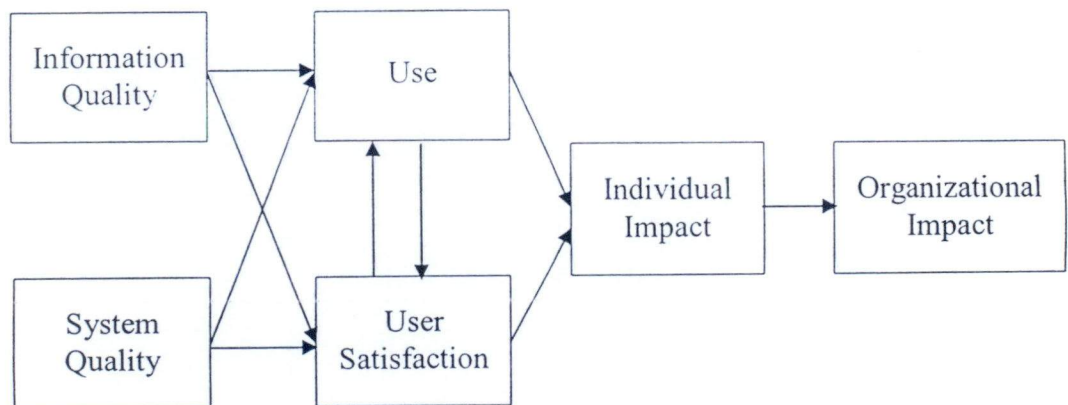 Information
Quality
Use
System
Quality
User
Satisfaction
Individual
Impact
Organizational
Impact